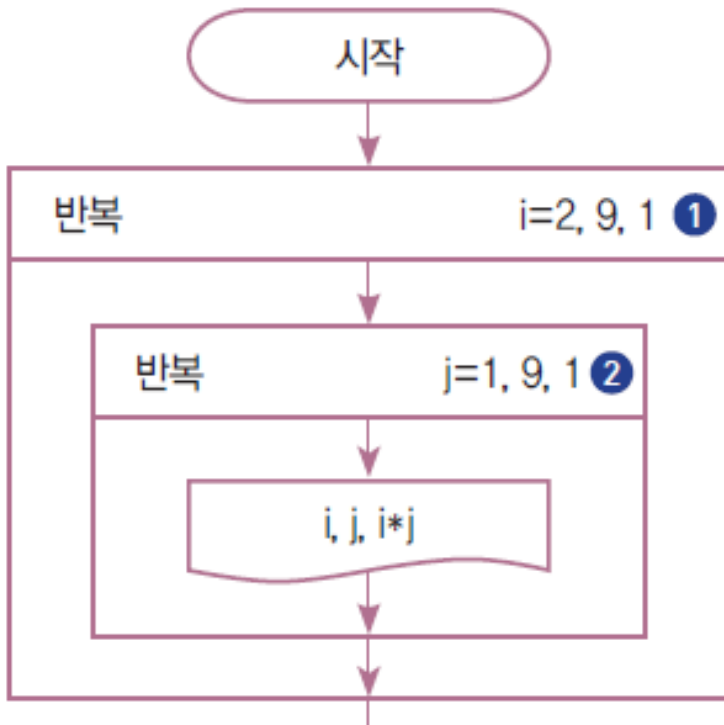 시작
반복 i=2, 9, 1 1
반복 j=1, 9, 1 2
i, j, i*j